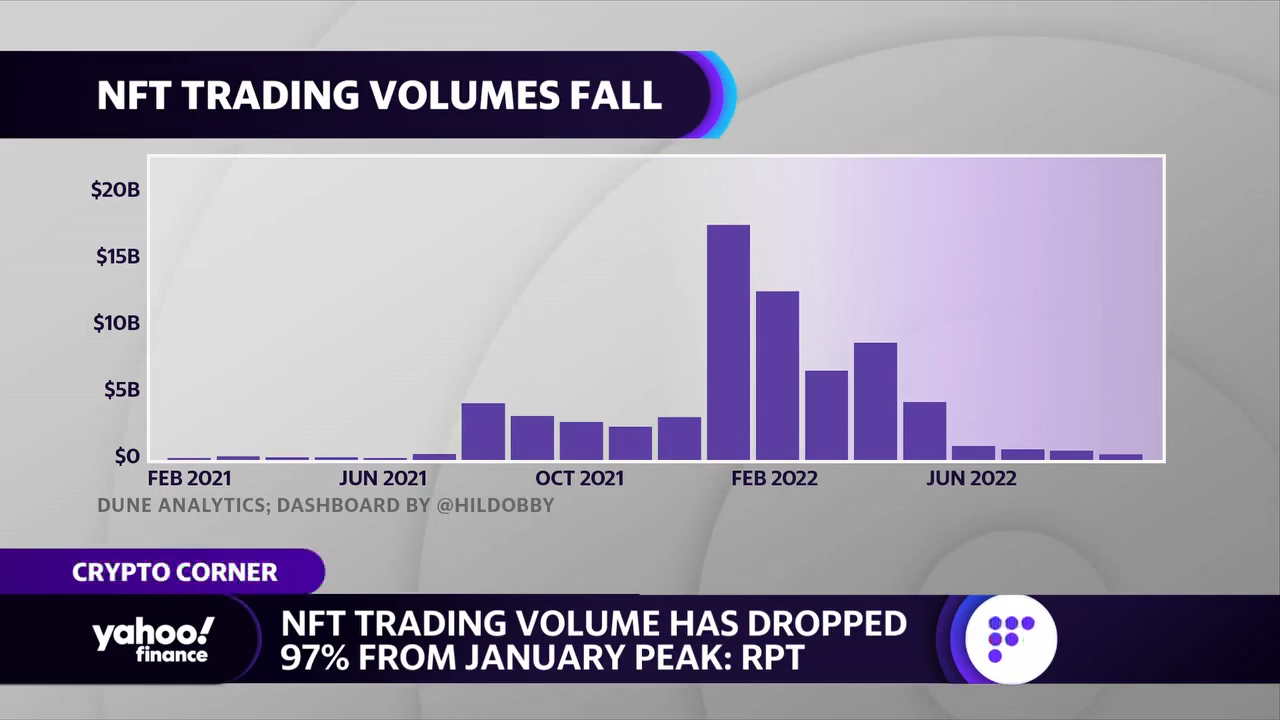 NFT TRADING VOLUMES FALL
$20B
$15B
$10B
$5B
$0
FEB 2021 JUN 2021 OCT 2021 FEB 2022 JUN 2022
DUNE ANALYTICS; DASHBOARD BY @HILDOBBY
CRYPTO CORNER
yahoo!
finance
NFT TRADING VOLUME HAS DROPPED
97% FROM JANUARY PEAK: RPT